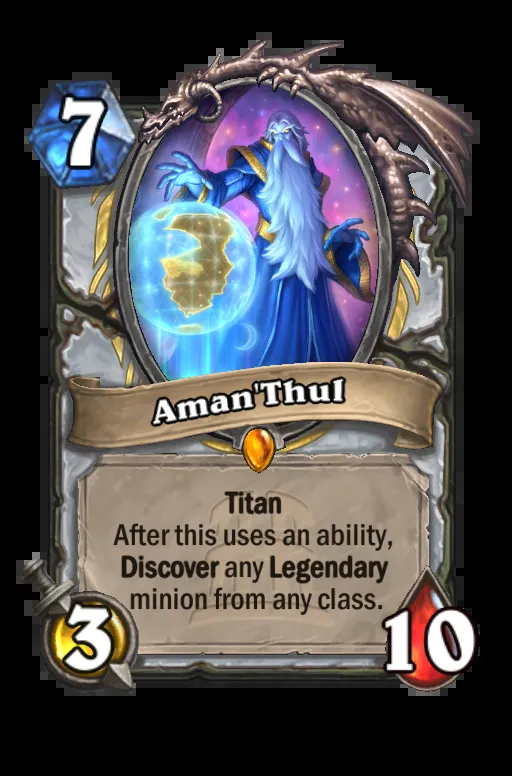 7
Aman'Thul
Titan
After this uses an ability,
Discover any Legendary
minion from any class.
3
10